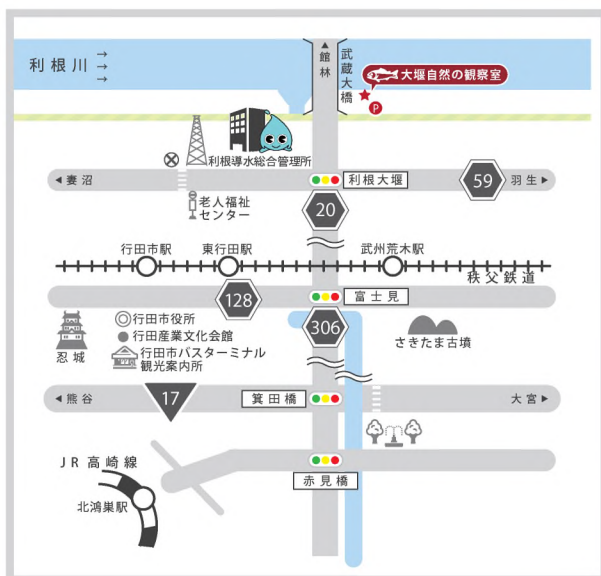 利根川 →
→
→
▲館林
武蔵大橋
大堰自然の観察室
P
利根導水総合管理所
◀妻沼
利根大堰
59
羽生▶
老人福祉
センター
20
行田市駅
東行田駅
武州荒木駅
秩父鉄道
128
富士見
306
忍城
行田市役所
行田産業文化会館
行田市バスターミナル
観光案内所
さきたま古墳
◀熊谷
17
箕田橋
大宮▶
JR高崎線
赤見橋
北鴻巣駅